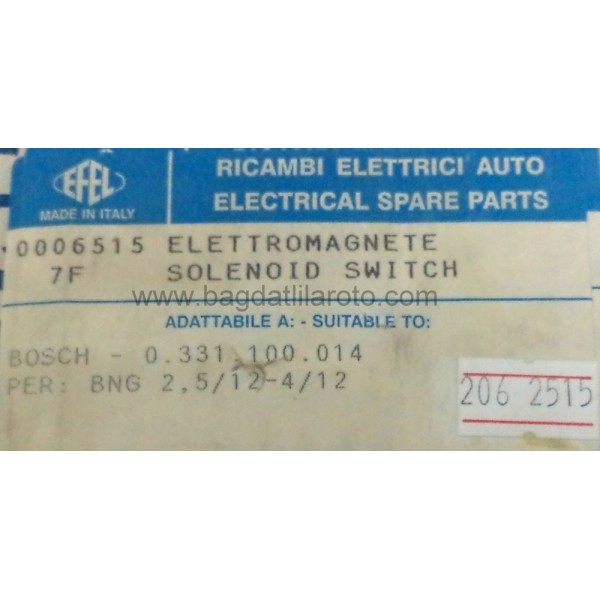 RICAMBI ELETTRICI AUTO
ELECTRICAL SPARE PARTS
EFEL
MADE IN ITALY
0006515 ELETTROMAGNETE
7F SOLENOID SWITCH
www.bagdatlilaroto.com
ADATTABILE A: - SUITABLE TO:
BOSCH - 0.331.100.014
PER: BNG 2,5/12-4/12
206 2515